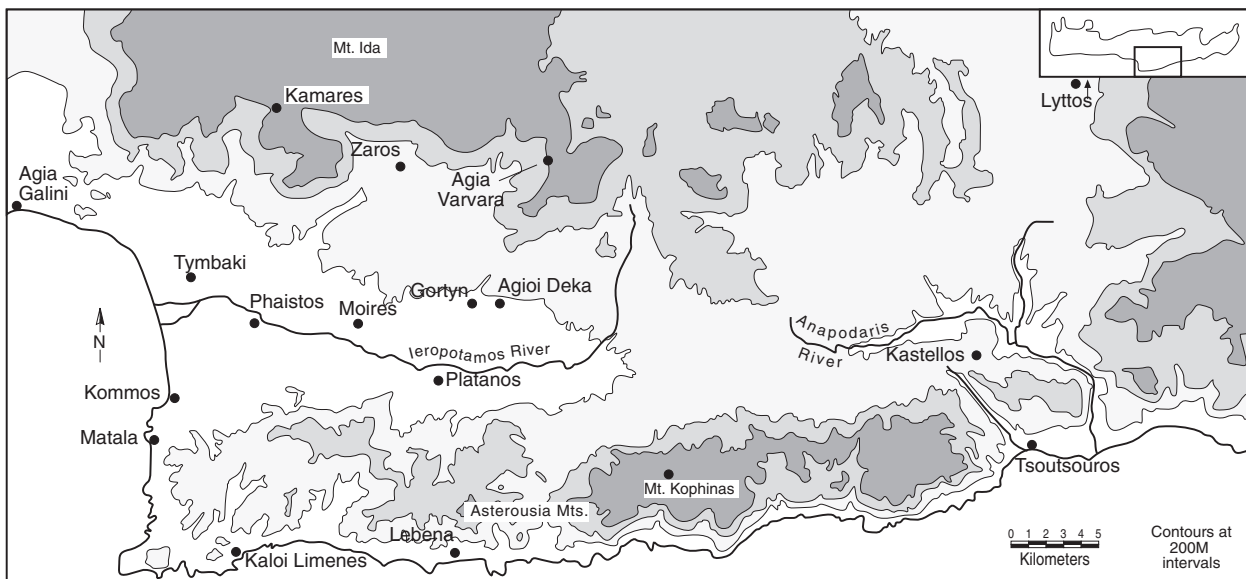 Mt. Ida
Kamares
Lyttos
Zaros
Agia
Varvara
Agia
Galini
Tymbaki
Phaistos
Moires
Gortyn
Agioi Deka
N
Anapodaris
River
Ieropotamos River
Kastellos
Platanos
Kommos
Matala
Tsoutsouros
Mt. Kophinas
Asterousia Mts.
Lebena
Kaloi Limenes
0 1 2 3 4 5
Kilometers
Contours at
200M
intervals